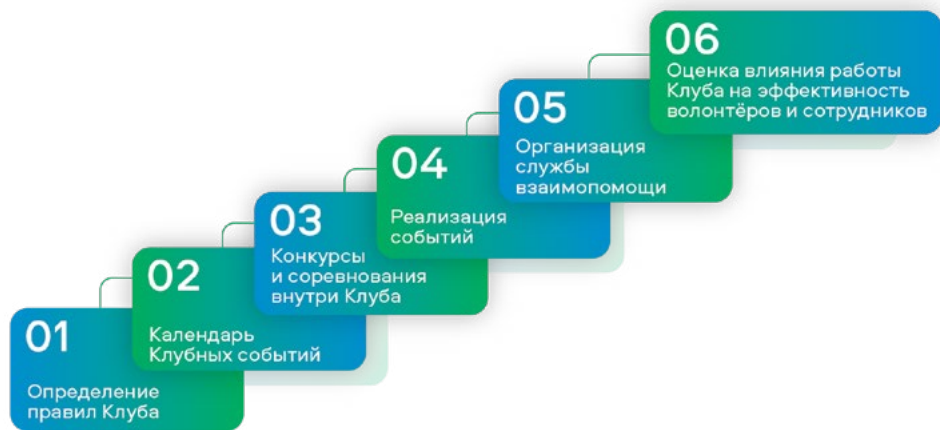 01
Определение
правил Клуба
02
Календарь
Клубных событий
03
Конкурсы
и соревнования
внутри Клуба
04
Реализация
событий
05
Организация
службы
взаимопомощи
06
Оценка влияния работы
Клуба на эффективность
волонтёров и сотрудников